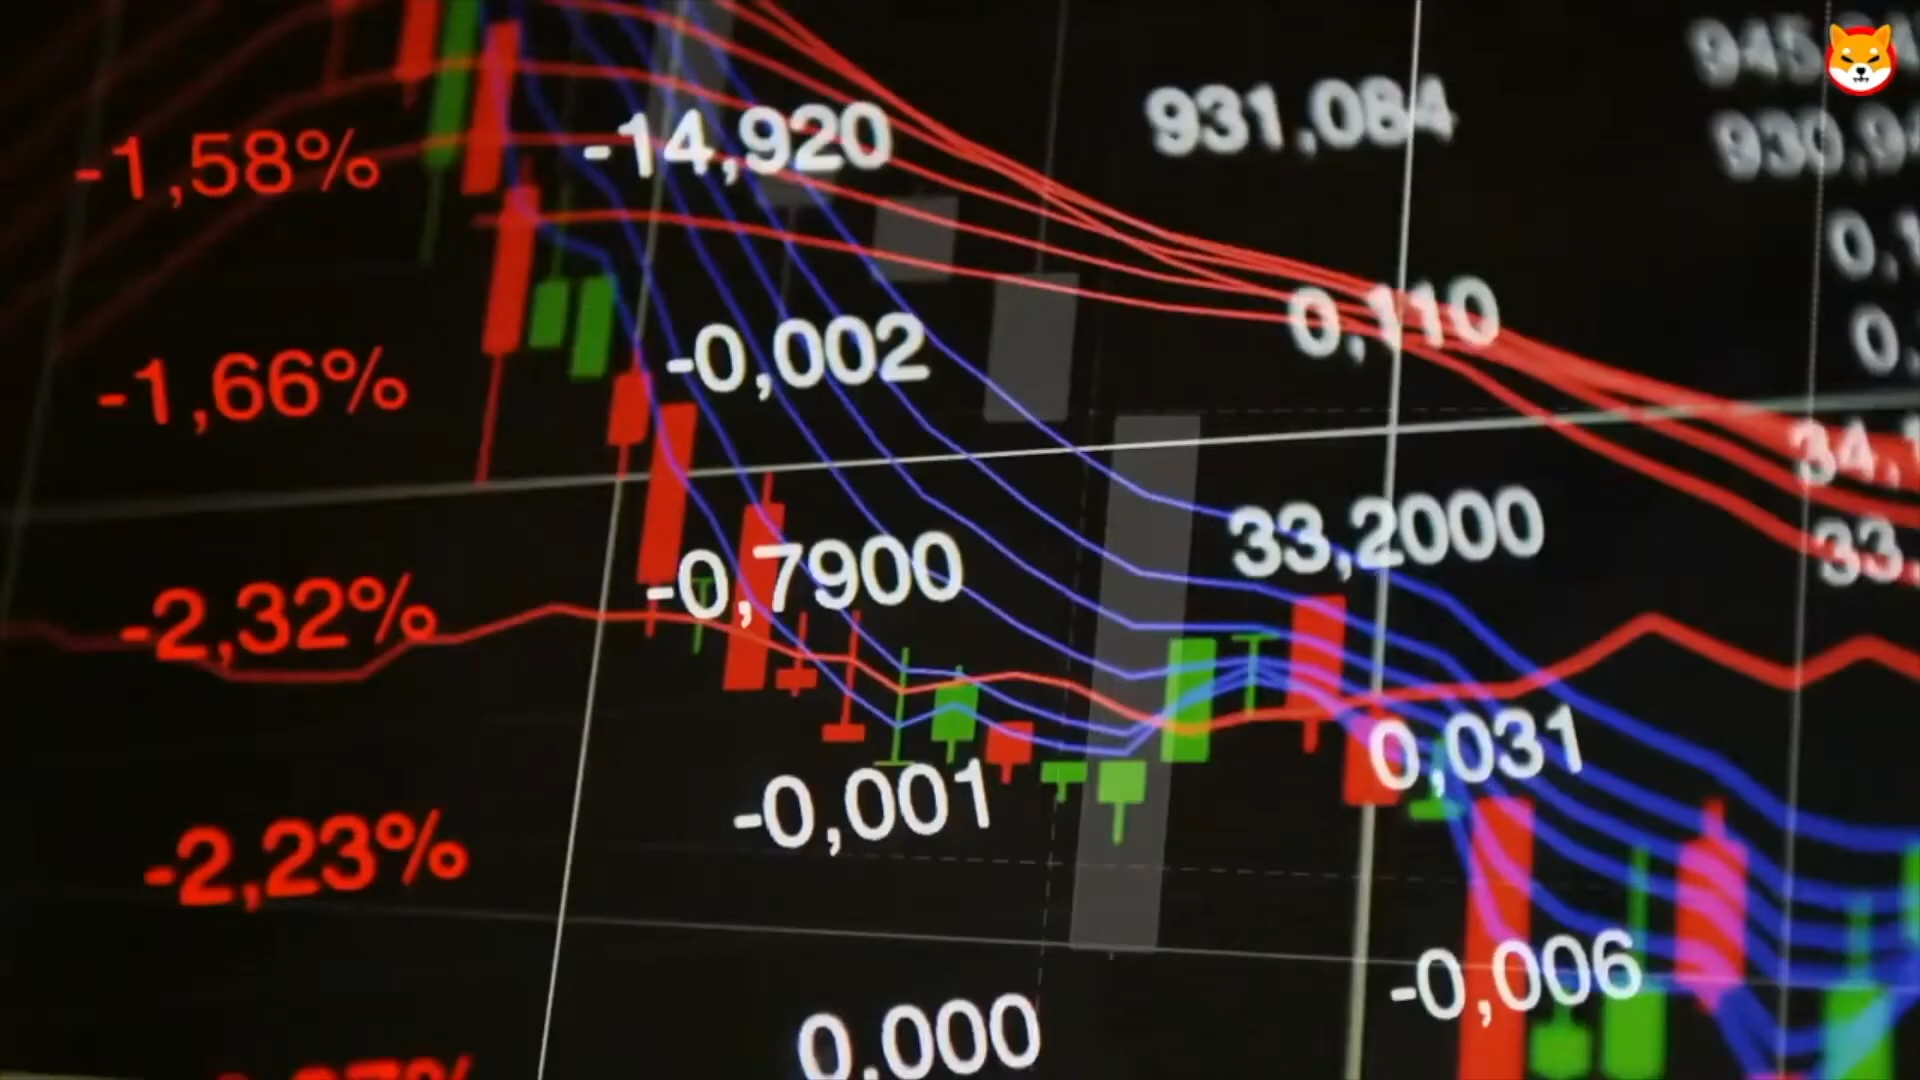 -1,58% -14,920 931,084
-1,66% -0,002 0,110
-2,32% -0,7900 33,2000
-2,23% -0,001 0,031
0,000 -0,006